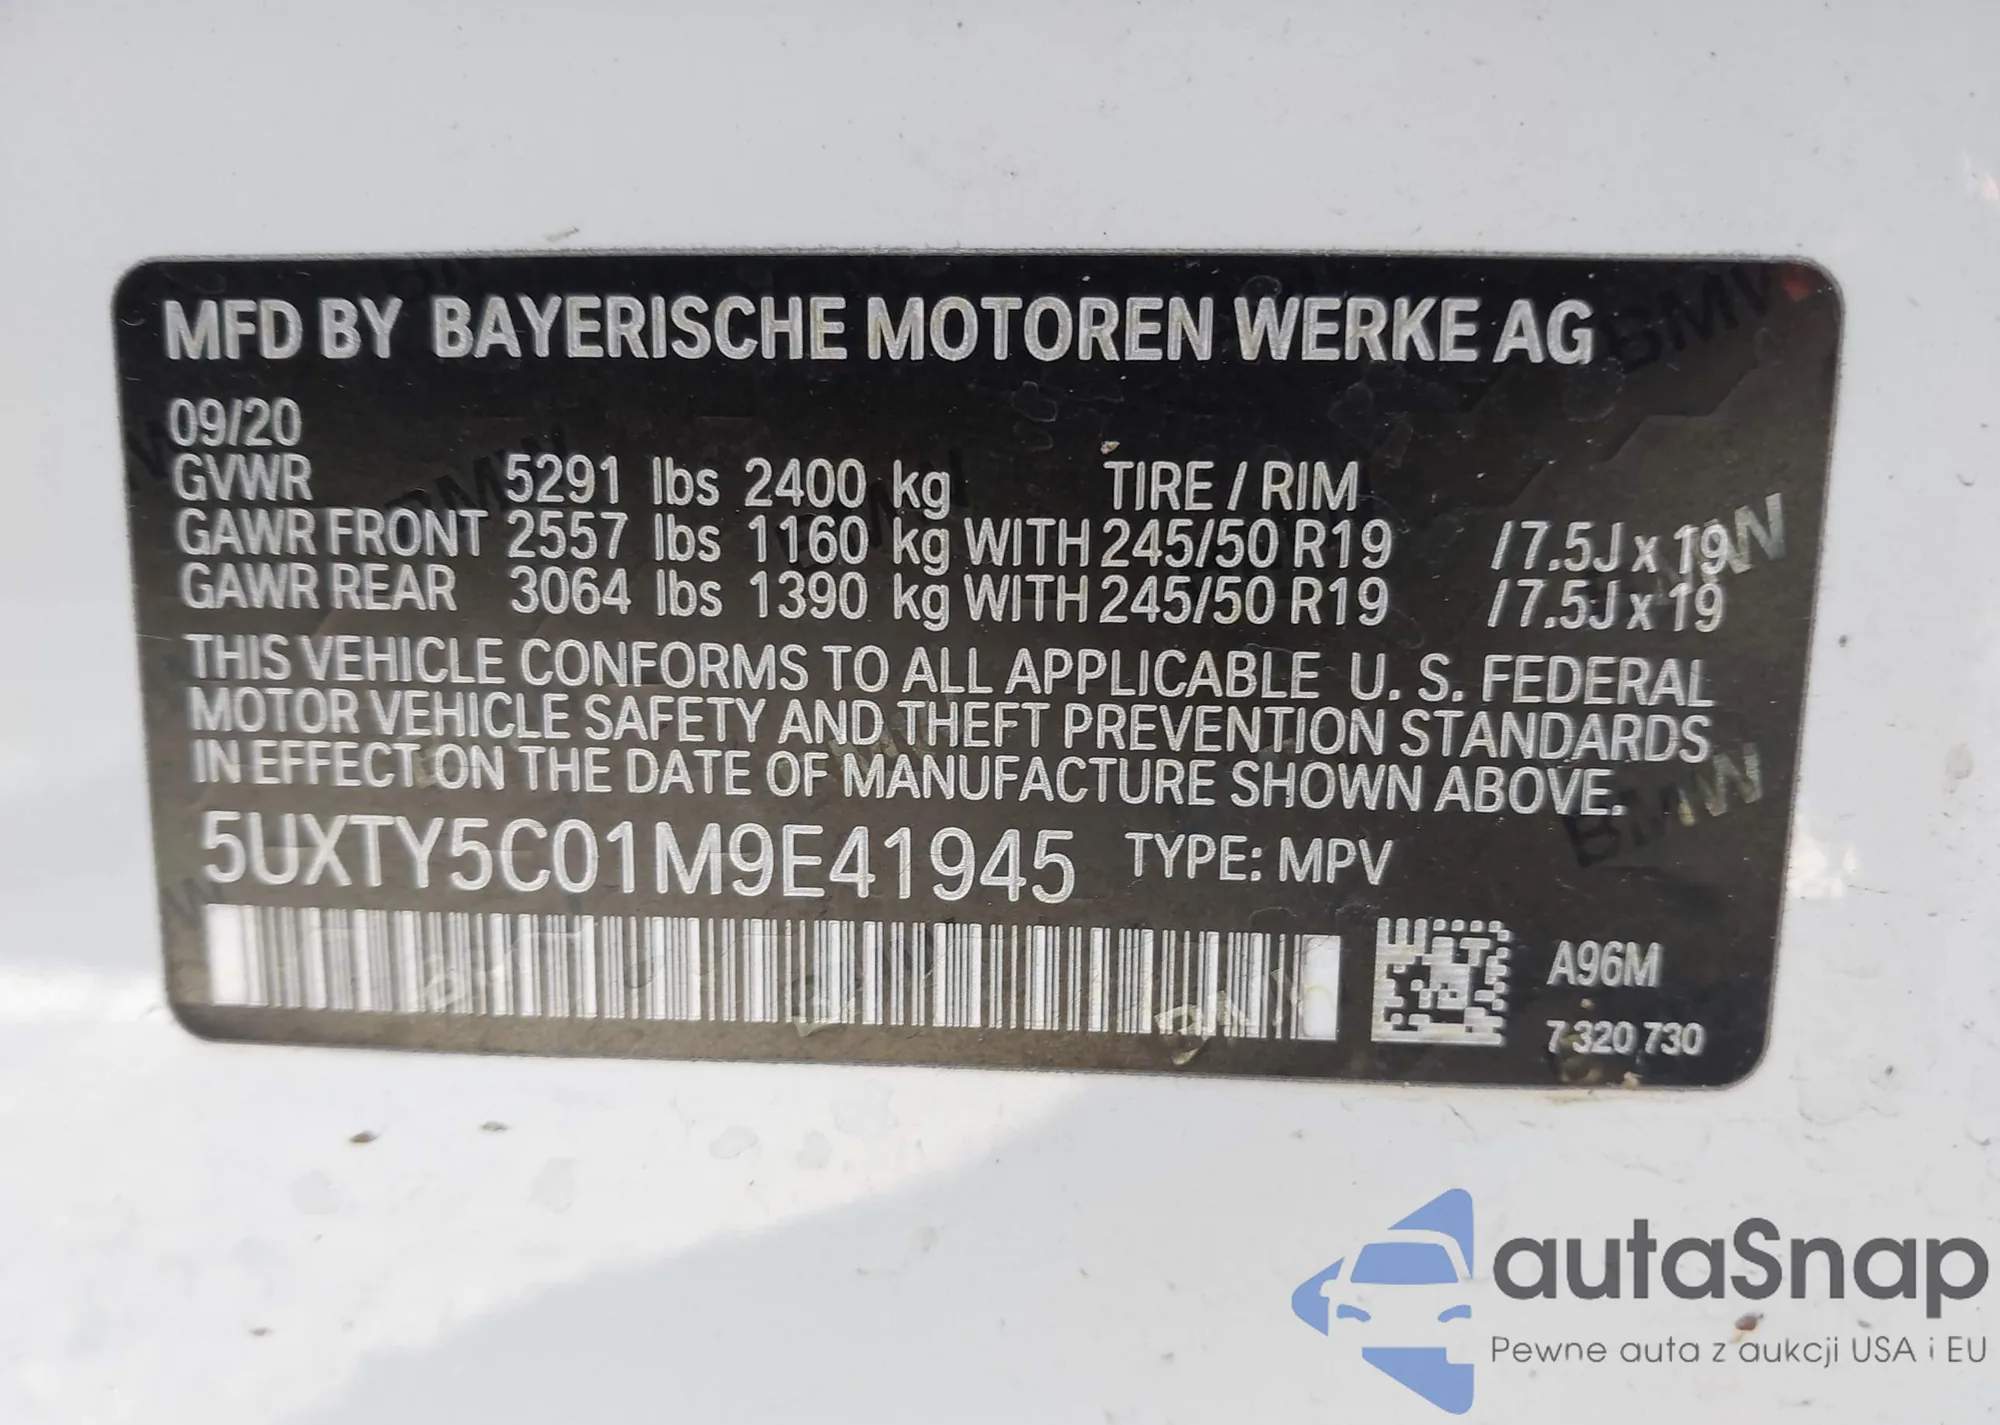 MFD BY BAYERISCHE MOTOREN WERKE AG
09/20
GVWR 5291 lbs 2400 kg TIRE / RIM
GAWR FRONT 2557 lbs 1160 kg WITH 245/50 R19 / 7.5J x 19
GAWR REAR 3064 lbs 1390 kg WITH 245/50 R19 / 7.5J x 19
THIS VEHICLE CONFORMS TO ALL APPLICABLE U. S. FEDERAL
MOTOR VEHICLE SAFETY AND THEFT PREVENTION STANDARDS
IN EFFECT ON THE DATE OF MANUFACTURE SHOWN ABOVE.
5UXTY5C01M9E41945 TYPE: MPV
A96M
7 320 730
autaSnap
Pewne auta z aukcji USA i EU